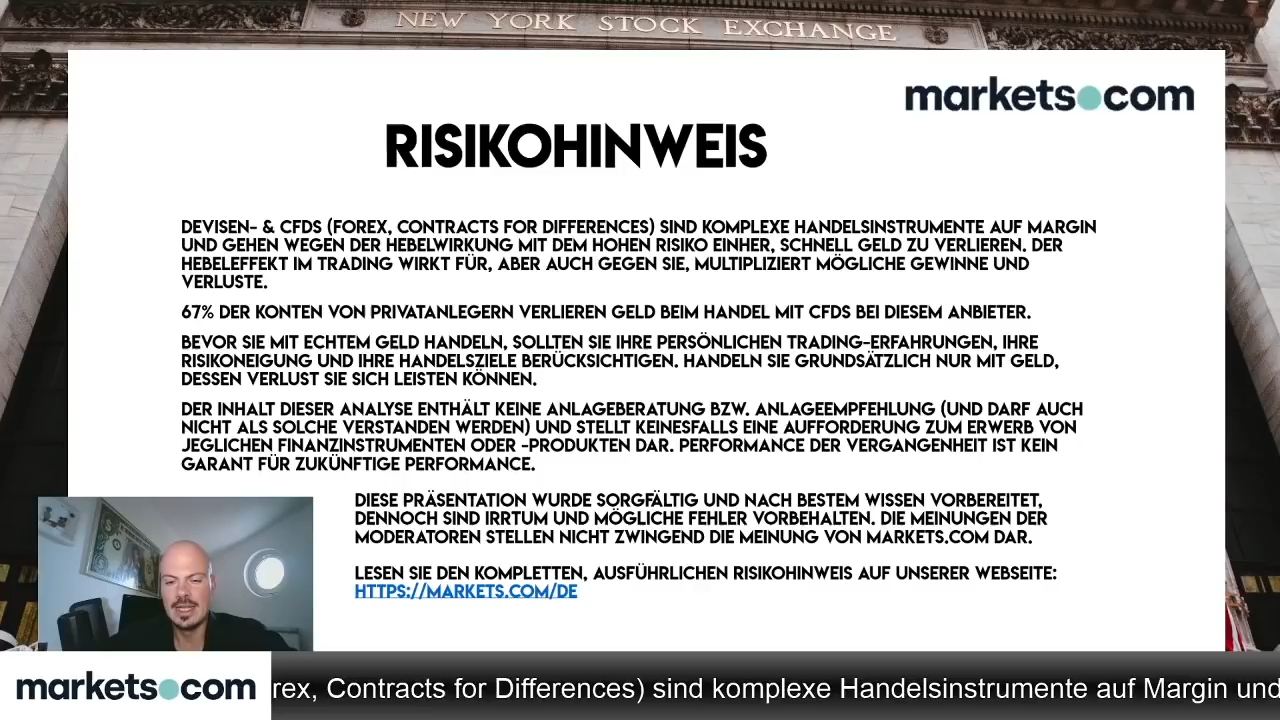 NEW YORK STOCK EXCHANGE
markets.com
RISIKOHINWEIS
DEVISEN- & CFDS (FOREX, CONTRACTS FOR DIFFERENCES) SIND KOMPLEXE HANDELSINSTRUMENTE AUF MARGIN
UND GEHEN WEGEN DER HEBELWIRKUNG MIT DEM HOHEN RISIKO EINHER, SCHNELL GELD ZU VERLIEREN. DER
HEBELEFFEKT IM TRADING WIRKT FÜR, ABER AUCH GEGEN SIE, MULTIPLIZIERT MÖGLICHE GEWINNE UND
VERLUSTE.
67% DER KONTEN VON PRIVATANLEGERN VERLIEREN GELD BEIM HANDEL MIT CFDS BEI DIESEM ANBIETER.
BEVOR SIE MIT ECHTEM GELD HANDELN, SOLLTEN SIE IHRE PERSÖNLICHEN TRADING-ERFAHRUNGEN, IHRE
RISIKONEIGUNG UND IHRE HANDELSZIELE BERÜCKSICHTIGEN. HANDELN SIE GRUNDSÄTZLICH NUR MIT GELD,
DESSEN VERLUST SIE SICH LEISTEN KÖNNEN.
DER INHALT DIESER ANALYSE ENTHÄLT KEINE ANLAGEBERATUNG BZW. ANLAGEEMPFEHLUNG (UND DARF AUCH
NICHT ALS SOLCHE VERSTANDEN WERDEN) UND STELLT KEINESFALLS EINE AUFFORDERUNG ZUM ERWERB VON
JEGLICHEN FINANZINSTRUMENTEN ODER -PRODUKTEN DAR. PERFORMANCE DER VERGANGENHEIT IST KEIN
GARANT FÜR ZUKÜNFTIGE PERFORMANCE.
DIESE PRÄSENTATION WURDE SORGFÄLTIG UND NACH BESTEM WISSEN VORBEREITET,
DENNOCH SIND IRRTUM UND MÖGLICHE FEHLER VORBEHALTEN. DIE MEINUNGEN DER
MODERATOREN STELLEN NICHT ZWINGEND DIE MEINUNG VON MARKETS.COM DAR.
LESEN SIE DEN KOMPLETTEN, AUSFÜHRLICHEN RISIKOHINWEIS AUF UNSERER WEBSEITE:
HTTPS://MARKETS.COM/DE
markets.com
rex, Contracts for Differences) sind komplexe Handelsinstrumente auf Margin und